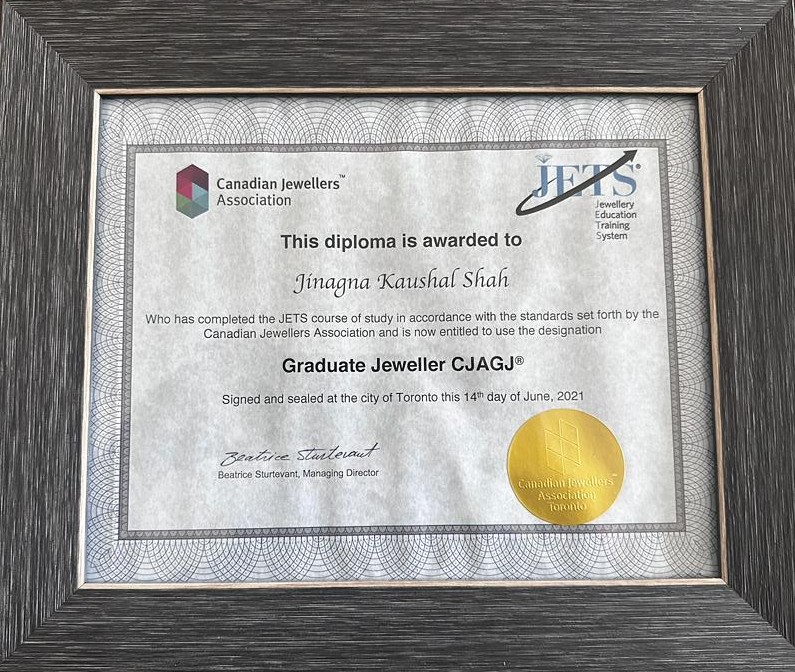 Canadian Jewellers™
Association
JETS®
Jewellery
Education
Training
System
This diploma is awarded to
Jinagna Kaushal Shah
Who has completed the JETS course of study in accordance with the standards set forth by the
Canadian Jewellers Association and is now entitled to use the designation
Graduate Jeweller CJAGJ®
Signed and sealed at the city of Toronto this 14th day of June, 2021
Beatrice Sturtevant
Beatrice Sturtevant, Managing Director
Canadian Jewellers™
Association
Toronto